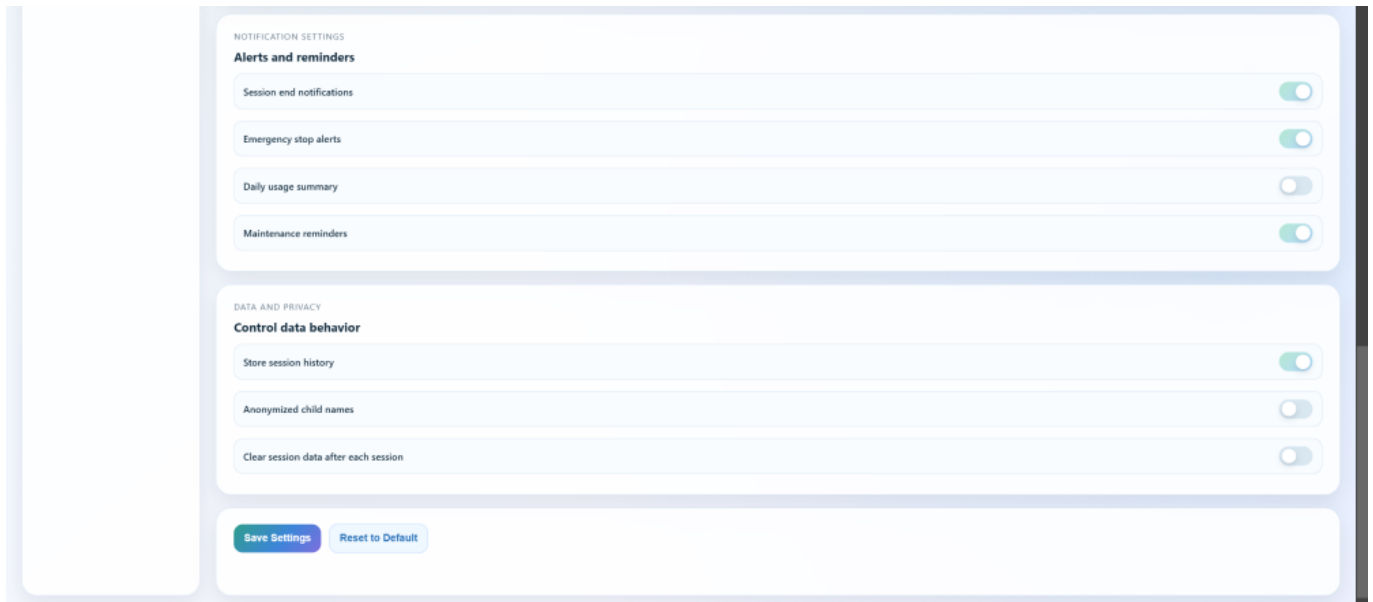 NOTIFICATION SETTINGS
Alerts and reminders
Session end notifications
Emergency stop alerts
Daily usage summary
Maintenance reminders
DATA AND PRIVACY
Control data behavior
Store session history
Anonymized child names
Clear session data after each session
Save Settings
Reset to Default